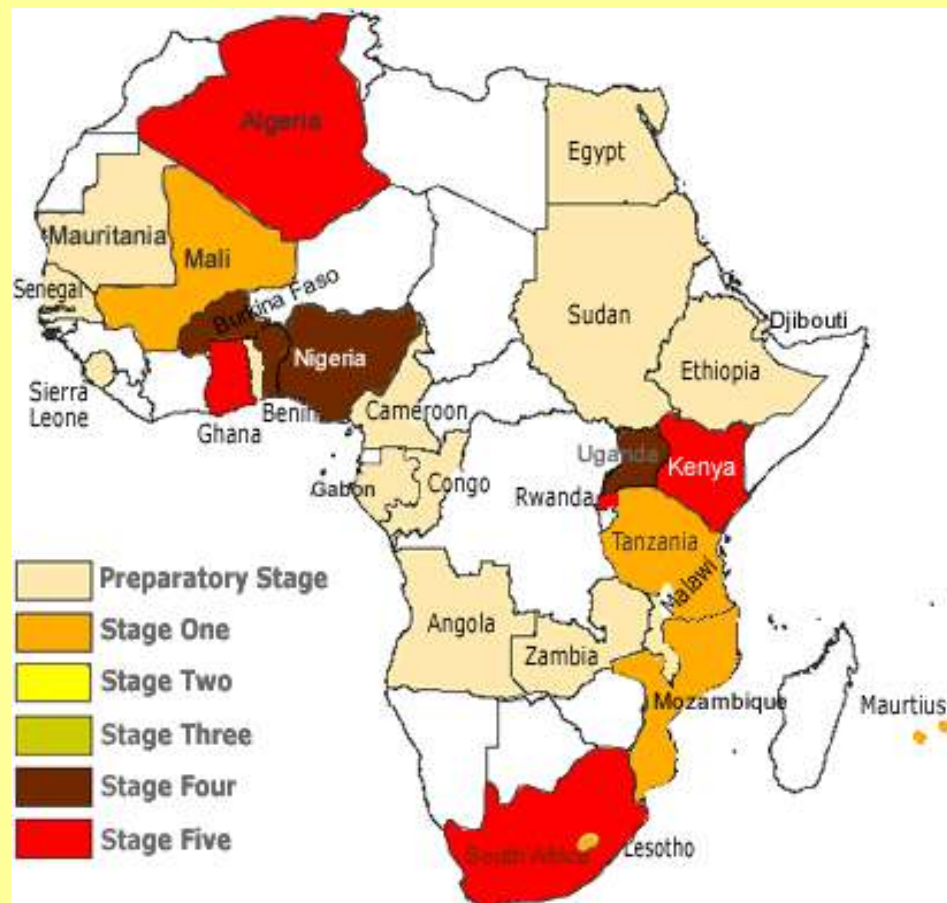 Algeria
Egypt
Mauritania
Mali
Senegal
Burkina Faso
Sudan
Djibouti
Nigeria
Ethiopia
Sierra
Leone
Benin
Cameroon
Ghana
Uganda
Kenya
Gabon
Congo
Rwanda
Tanzania
Malawi
Preparatory Stage
Angola
Stage One
Zambia
Stage Two
Mozambique
Maurtius
Stage Three
Stage Four
Stage Five
South Africa
Lesotho